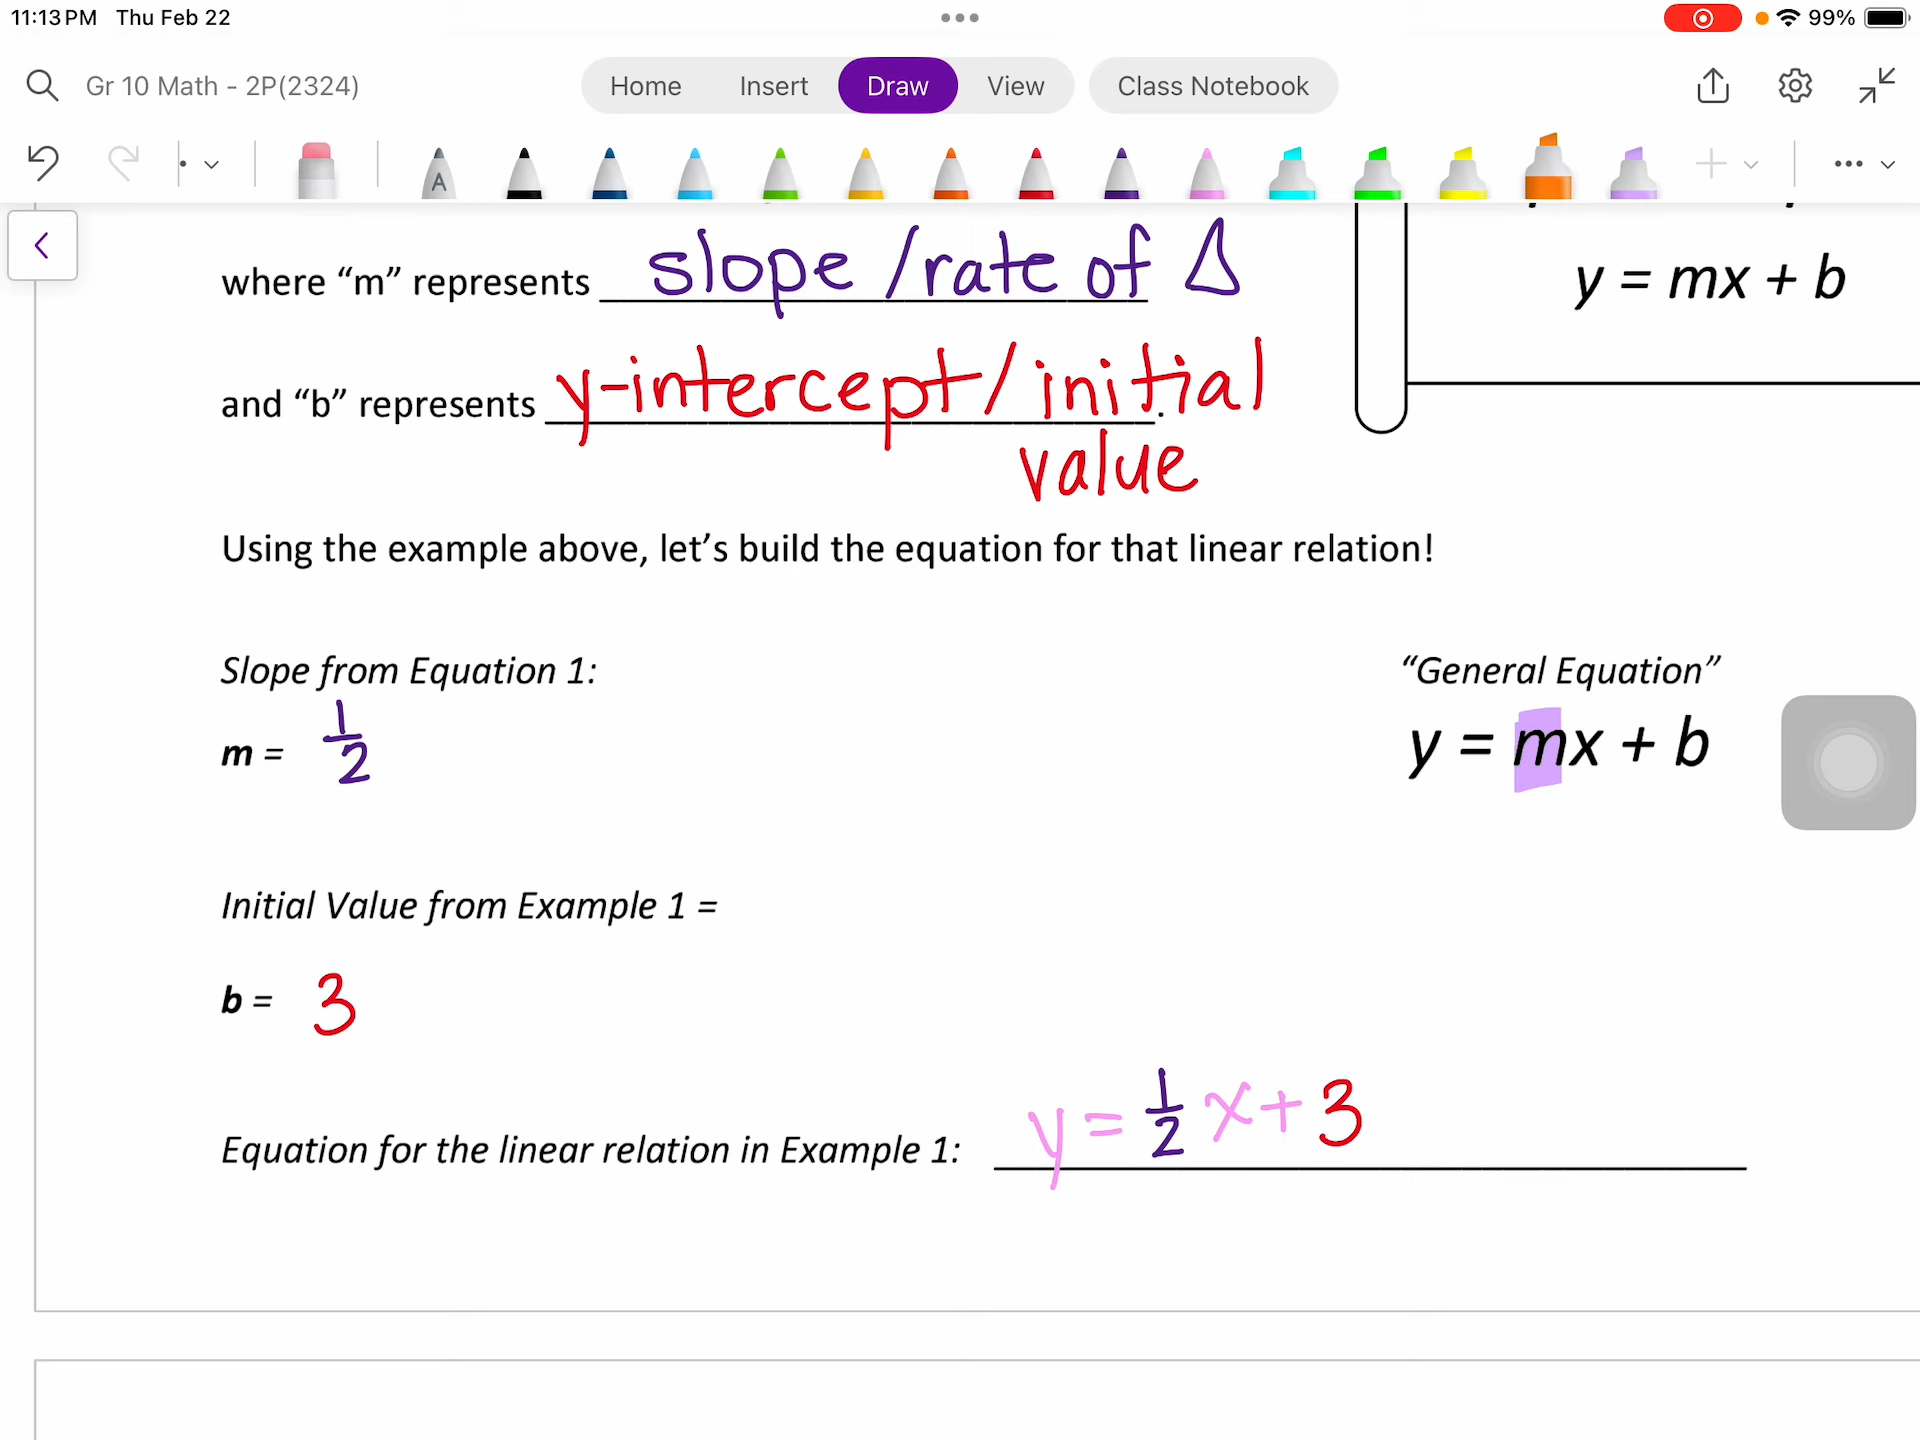 11:13 PM Thu Feb 22 99%
Gr 10 Math - 2P(2324) Home Insert Draw View Class Notebook
A
where “m” represents slope / rate of Δ
y = mx + b
and “b” represents y-intercept / initial value.
Using the example above, let’s build the equation for that linear relation!
Slope from Equation 1:
“General Equation”
m = 1/2
y = mx + b
Initial Value from Example 1 =
b = 3
Equation for the linear relation in Example 1: y = 1/2 x + 3